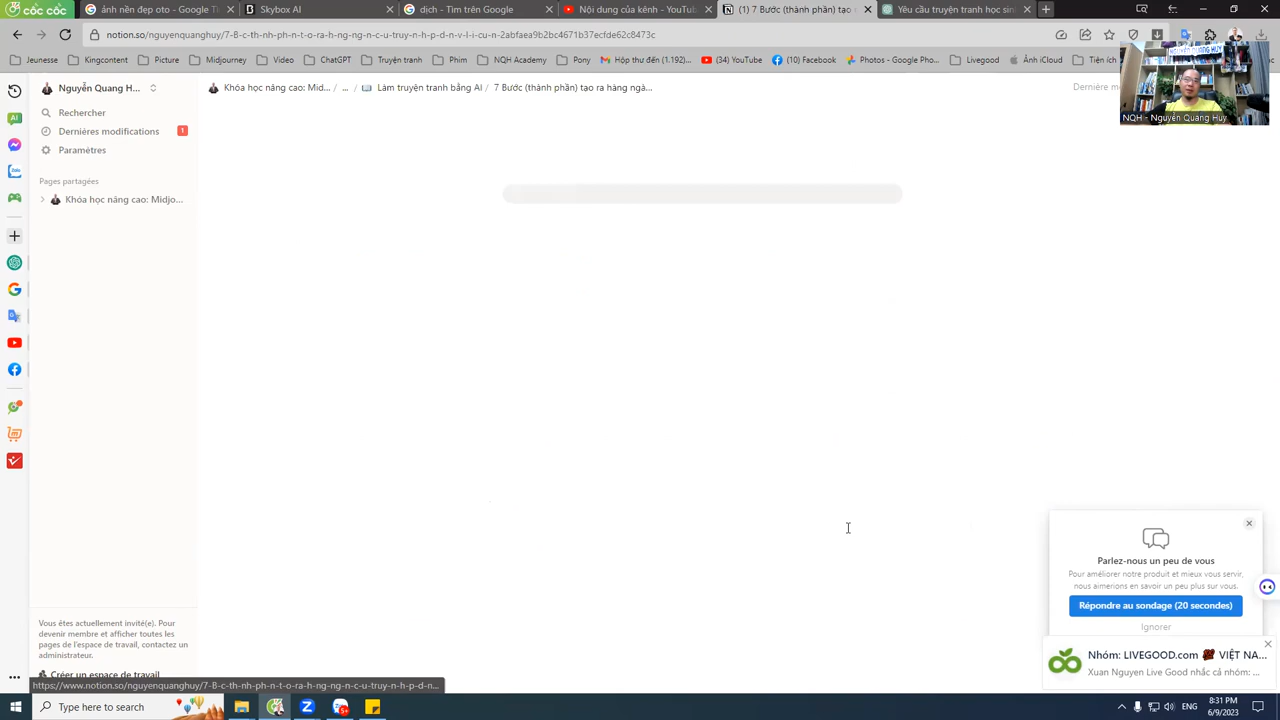 ảnh nền đẹp oto - Google Tì
Skybox AI
dịch - Tìm trên Google
Nội dung của kênh - YouTube
(1) 7 Bước (thành phần) tạo
Yêu cầu truyện tranh học sin
CỐC CỐC
notion.so/nguyenquanghuy/7-B-c-th-nh-ph-n-t-o-ra-h-ng-ng-n-c-u-truy-n-h-p-d-n-v-l-i-cu-n-2abfaea9b2bc4671b37ecfde62c8473c
Jeunesse
Kingcontent
Picture
Midjourney
Video
ChatGPT
Truyện tranh
NQH Academy
Pony
Hộp thư đến (1.192)...
(34) YouTube
(10) Facebook
Photos - Google Pho...
Livegood
Ảnh iCloud
Tiện ích
NGUYỄN QUANG HUY
NQH - Nguyễn Quang Huy
Nguyễn Quang H...
Khóa học nâng cao: Mid... / ... / Làm truyện tranh bằng AI / 7 Bước (thành phần) tạo ra hàng ngà...
Dernière m
Rechercher
Dernières modifications 1
Paramètres
Pages partagées
Khóa học nâng cao: Midjo...
Parlez-nous un peu de vous
Pour améliorer notre produit et mieux vous servir,
nous aimerions en savoir un peu plus sur vous.
Répondre au sondage (20 secondes)
Ignorer
Vous êtes actuellement invité(e). Pour
devenir membre et afficher toutes les
pages de l'espace de travail, contactez un
administrateur.
Créer un espace de travail
Nhóm: LIVEGOOD.com VIỆT NA...
Xuan Nguyen Live Good nhắc cả nhóm: ...
https://www.notion.so/nguyenquanghuy/7-B-c-th-nh-ph-n-t-o-ra-h-ng-ng-n-c-u-truy-n-h-p-d-n...
Type here to search
5+
8:31 PM
6/9/2023